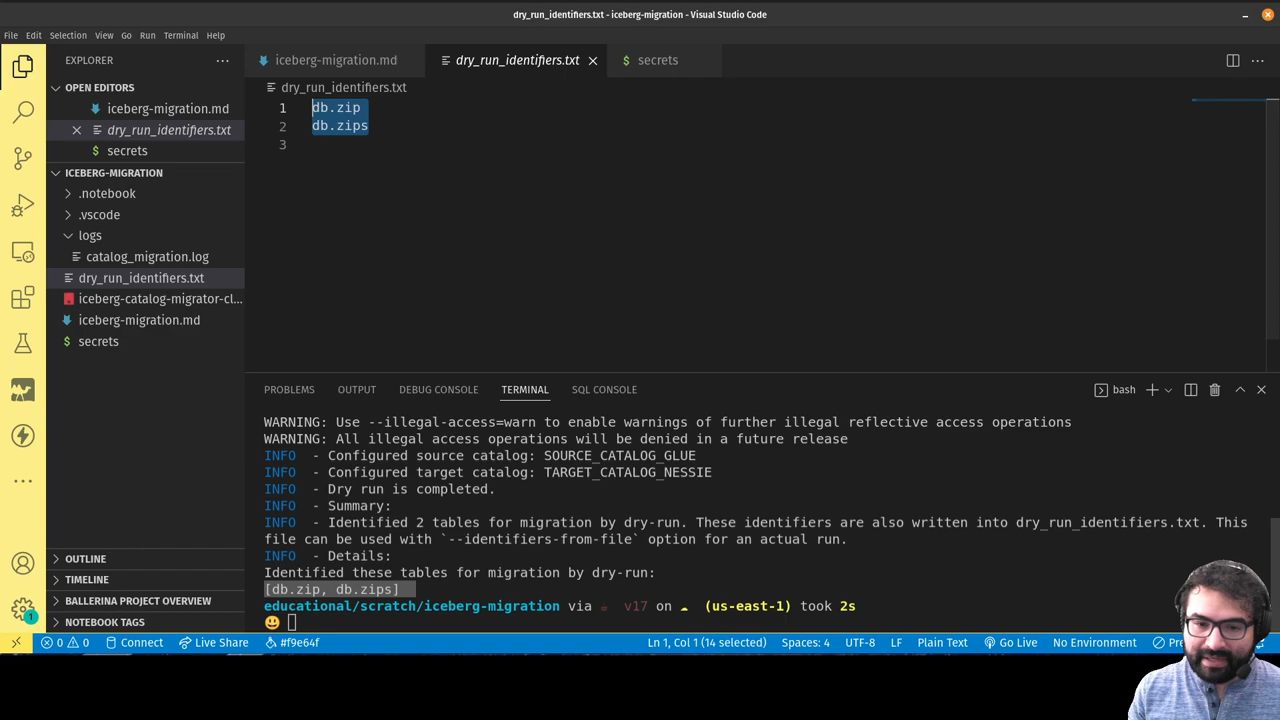 dry_run_identifiers.txt - iceberg-migration - Visual Studio Code
File Edit Selection View Go Run Terminal Help
EXPLORER
OPEN EDITORS
iceberg-migration.md
dry_run_identifiers.txt
secrets
ICEBERG-MIGRATION
.notebook
.vscode
logs
catalog_migration.log
dry_run_identifiers.txt
iceberg-catalog-migrator-cl...
iceberg-migration.md
secrets
OUTLINE
TIMELINE
BALLERINA PROJECT OVERVIEW
NOTEBOOK TAGS
1
iceberg-migration.md dry_run_identifiers.txt secrets
dry_run_identifiers.txt
1 db.zip
2 db.zips
3
PROBLEMS OUTPUT DEBUG CONSOLE TERMINAL SQL CONSOLE bash
WARNING: Use --illegal-access=warn to enable warnings of further illegal reflective access operations
WARNING: All illegal access operations will be denied in a future release
INFO - Configured source catalog: SOURCE_CATALOG_GLUE
INFO - Configured target catalog: TARGET_CATALOG_NESSIE
INFO - Dry run is completed.
INFO - Summary:
INFO - Identified 2 tables for migration by dry-run. These identifiers are also written into dry_run_identifiers.txt. This
file can be used with `--identifiers-from-file` option for an actual run.
INFO - Details:
Identified these tables for migration by dry-run:
[db.zip, db.zips]
educational/scratch/iceberg-migration via v17 on (us-east-1) took 2s
0 0 Connect Live Share #f9e64f Ln 1, Col 1 (14 selected) Spaces: 4 UTF-8 LF Plain Text Go Live No Environment